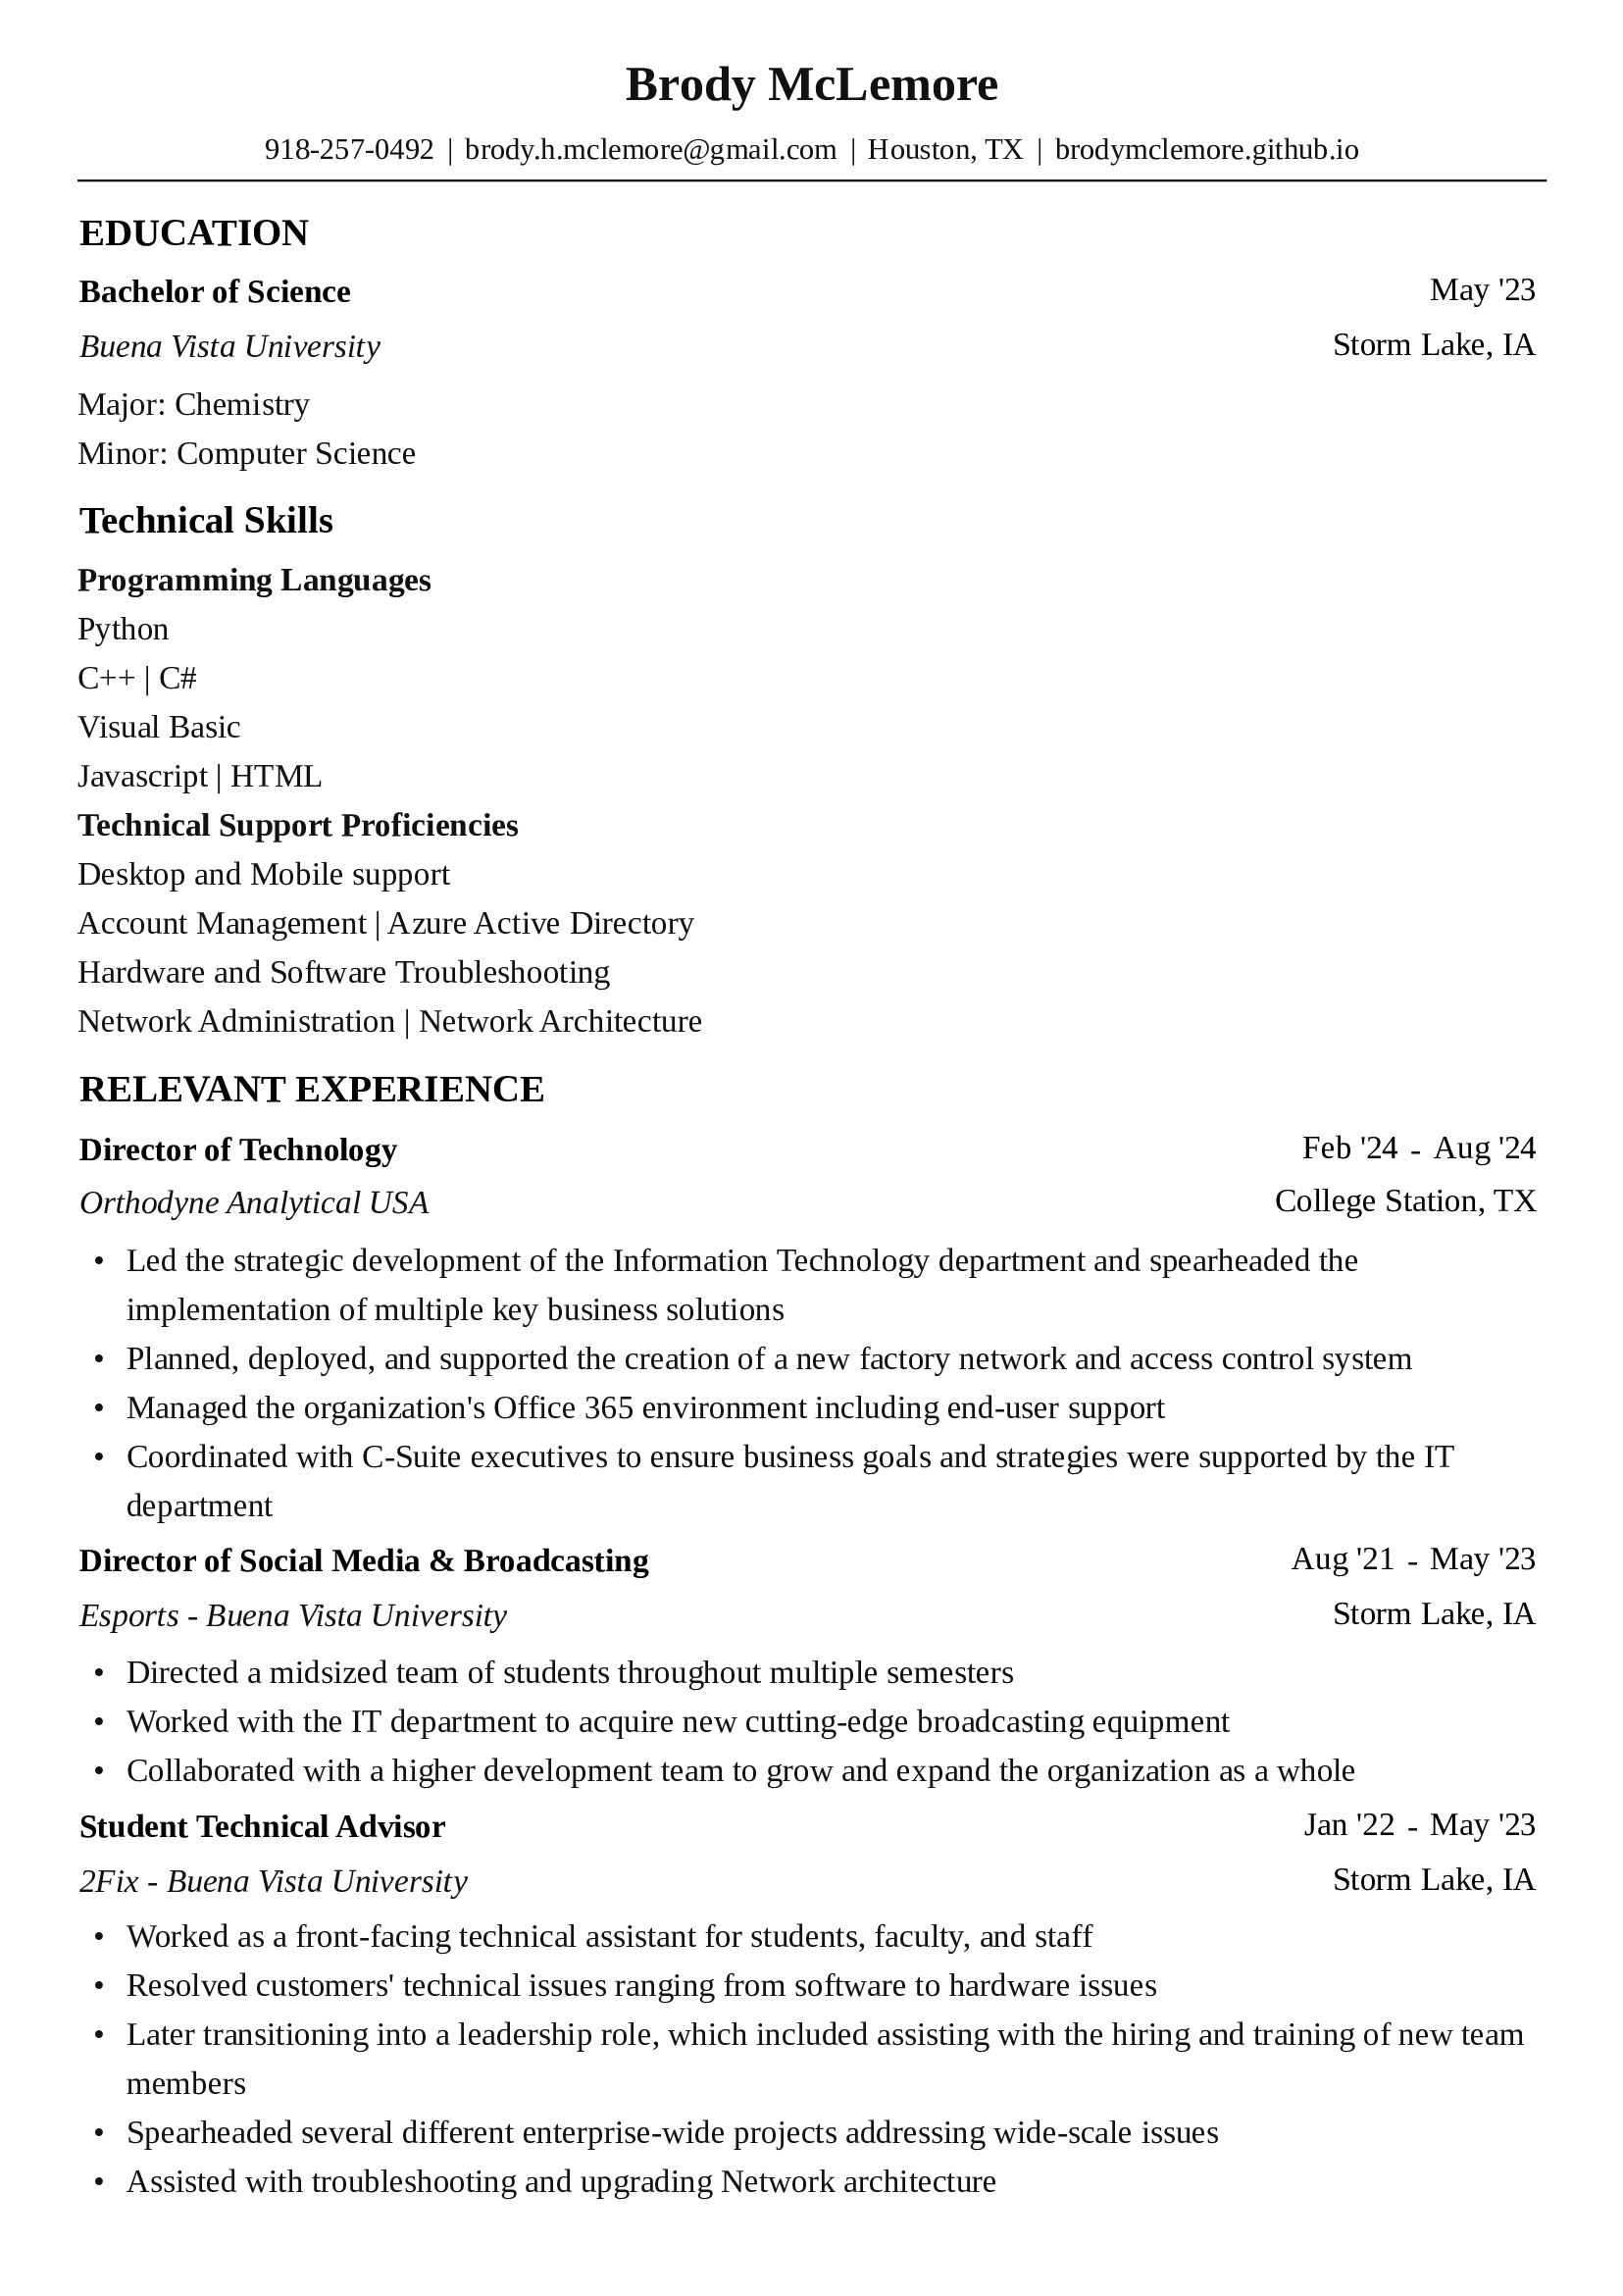 Brody McLemore
918-257-0492 | brody.h.mclemore@gmail.com | Houston, TX | brodymclemore.github.io
EDUCATION
Bachelor of Science May '23
Buena Vista University Storm Lake, IA
Major: Chemistry
Minor: Computer Science
Technical Skills
Programming Languages
Python
C++ | C#
Visual Basic
Javascript | HTML
Technical Support Proficiencies
Desktop and Mobile support
Account Management | Azure Active Directory
Hardware and Software Troubleshooting
Network Administration | Network Architecture
RELEVANT EXPERIENCE
Director of Technology Feb '24 - Aug '24
Orthodyne Analytical USA College Station, TX
• Led the strategic development of the Information Technology department and spearheaded the
implementation of multiple key business solutions
• Planned, deployed, and supported the creation of a new factory network and access control system
• Managed the organization's Office 365 environment including end-user support
• Coordinated with C-Suite executives to ensure business goals and strategies were supported by the IT
department
Director of Social Media & Broadcasting Aug '21 - May '23
Esports - Buena Vista University Storm Lake, IA
• Directed a midsized team of students throughout multiple semesters
• Worked with the IT department to acquire new cutting-edge broadcasting equipment
• Collaborated with a higher development team to grow and expand the organization as a whole
Student Technical Advisor Jan '22 - May '23
2Fix - Buena Vista University Storm Lake, IA
• Worked as a front-facing technical assistant for students, faculty, and staff
• Resolved customers' technical issues ranging from software to hardware issues
• Later transitioning into a leadership role, which included assisting with the hiring and training of new team
members
• Spearheaded several different enterprise-wide projects addressing wide-scale issues
• Assisted with troubleshooting and upgrading Network architecture